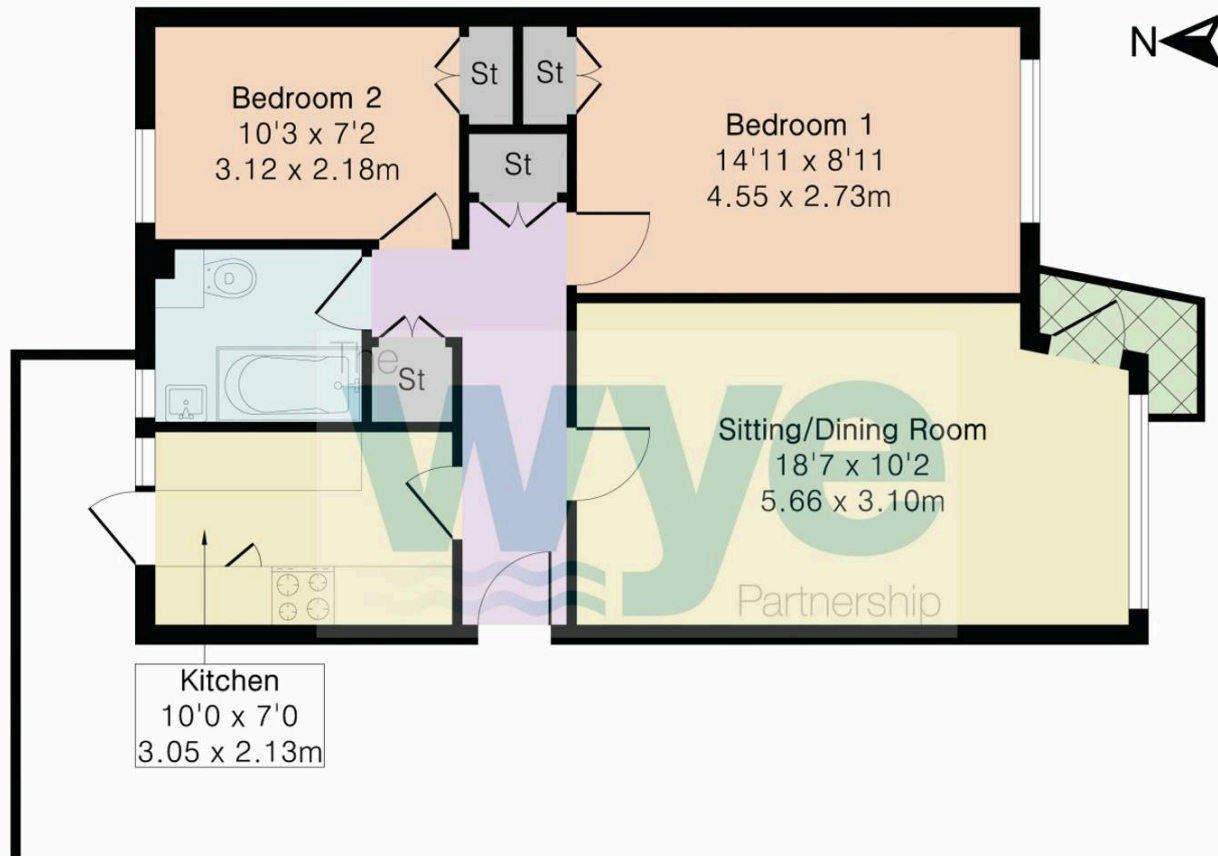 Bedroom 2
10'3 x 7'2
3.12 x 2.18m
St
St
Bedroom 1
14'11 x 8'11
4.55 x 2.73m
N
St
D
The
St
wye
Partnership
Sitting/Dining Room
18'7 x 10'2
5.66 x 3.10m
Kitchen
10'0 x 7'0
3.05 x 2.13m